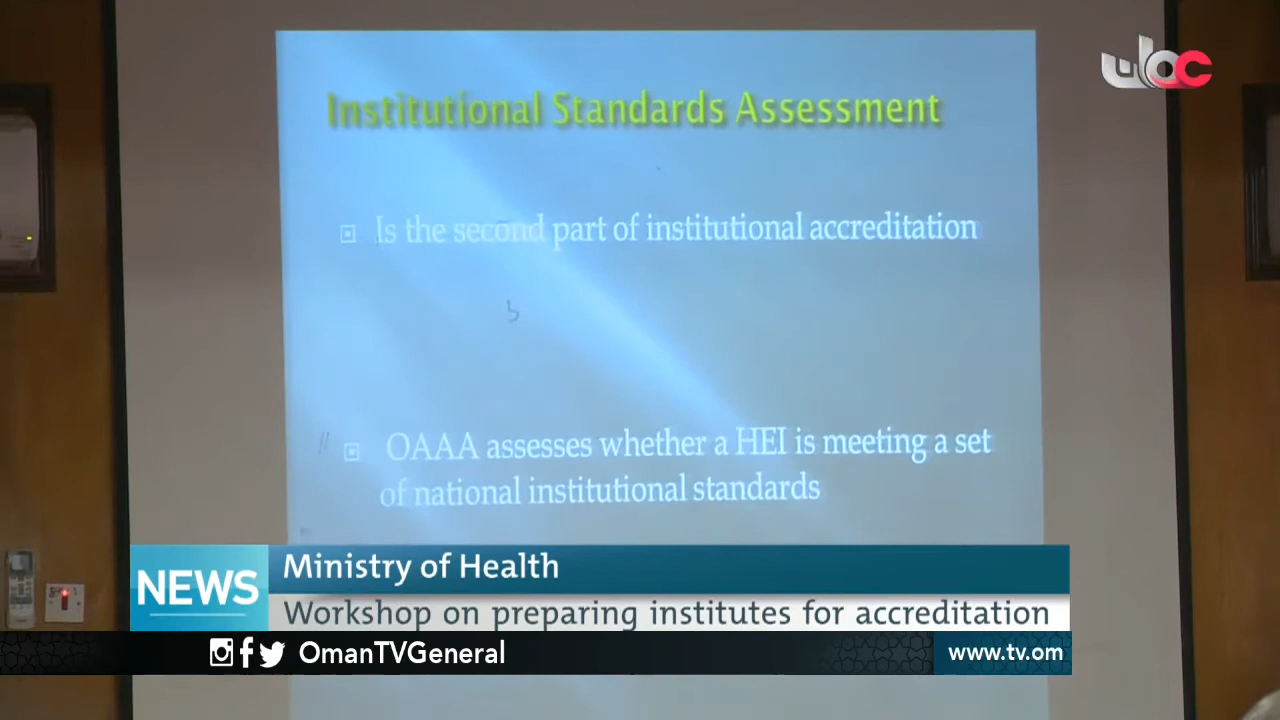 Institutional Standards Assessment
Is the second part of institutional accreditation
OAAA assesses whether a HEI is meeting a set
of national institutional standards
NEWS
Ministry of Health
Workshop on preparing institutes for accreditation
OmanTVGeneral
www.tv.om